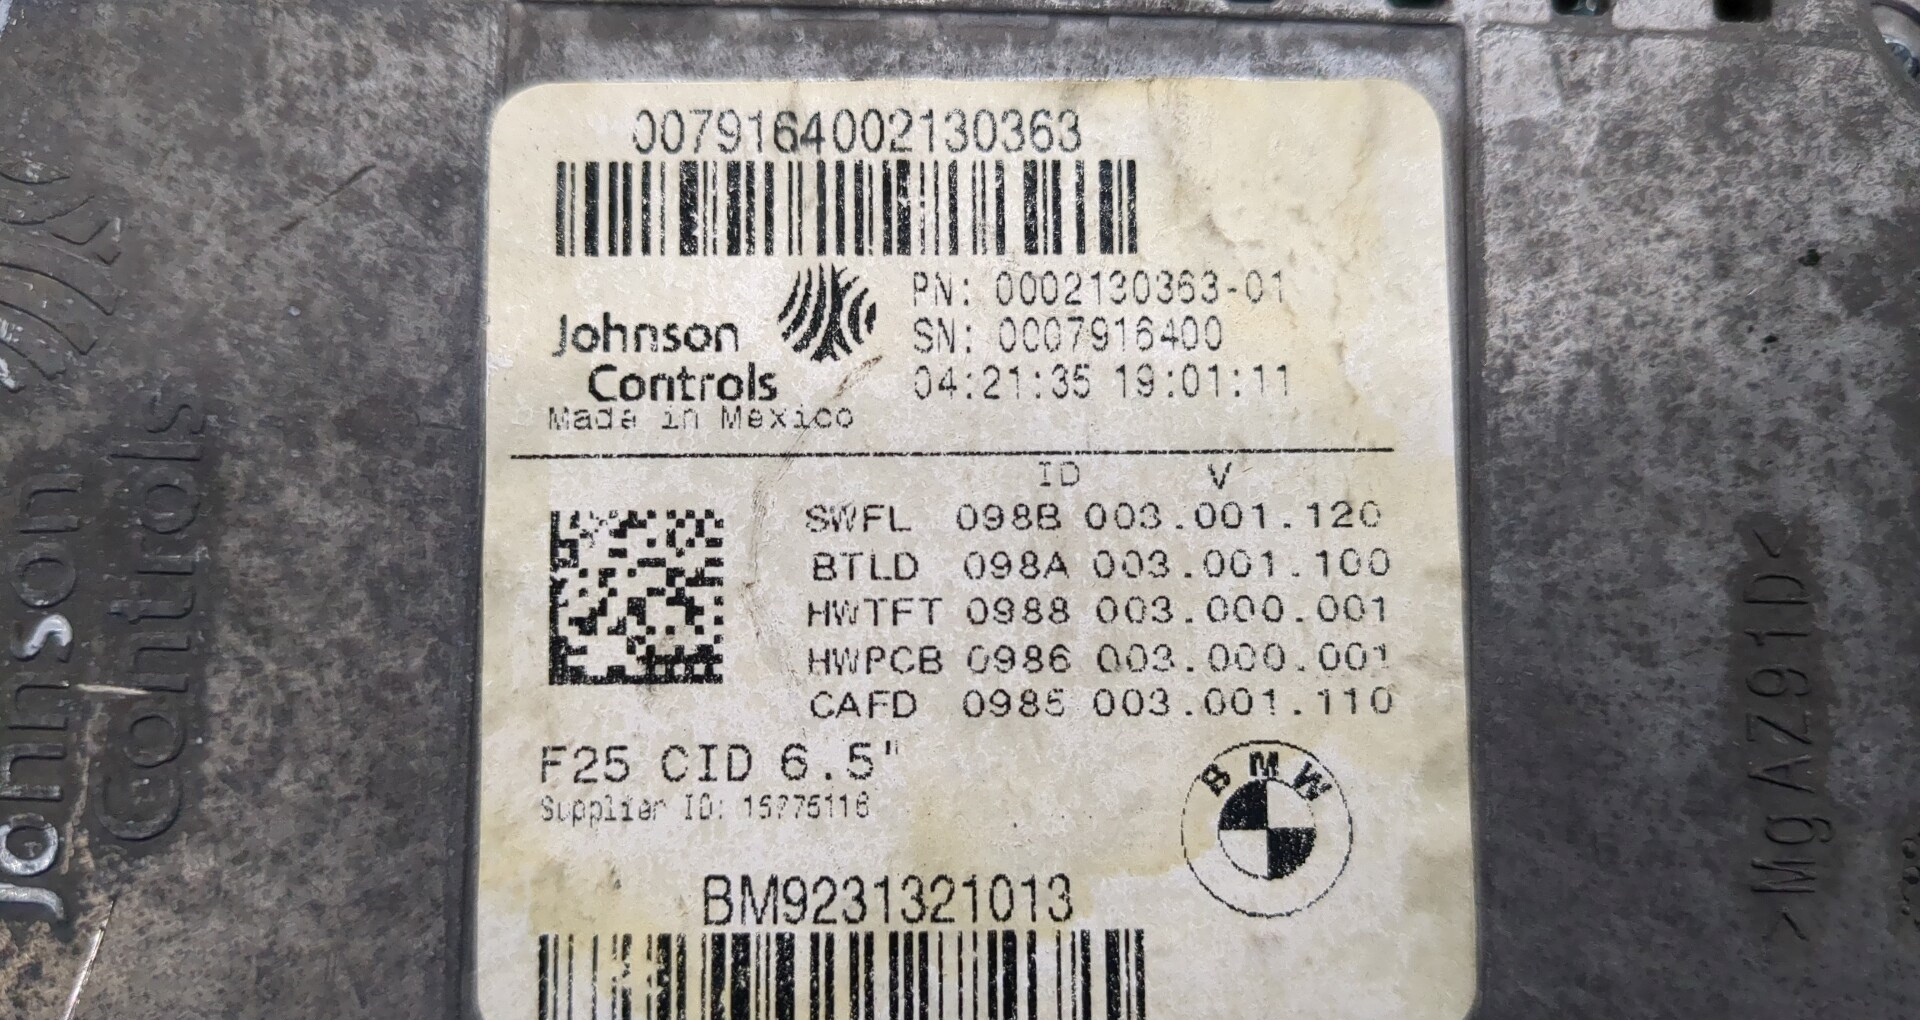 0079164002130363
Johnson
Controls
Made in Mexico
PN: 0002130363-01
SN: 0007916400
04:21:35 19:01:11
ID V
SWFL 098B 003.001.120
BTLD 098A 003.001.100
HWTFT 0988 003.000.001
HWPCB 0986 003.000.001
CAFD 0985 003.001.110
F25 CID 6.5"
Supplier ID: 15775116
BMW
BM9231321013
Johnson
Controls
>MgAZ91D<